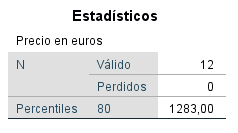 Estadísticos
Precio en euros
N Válido 12
Perdidos 0
Percentiles 80 1283,00